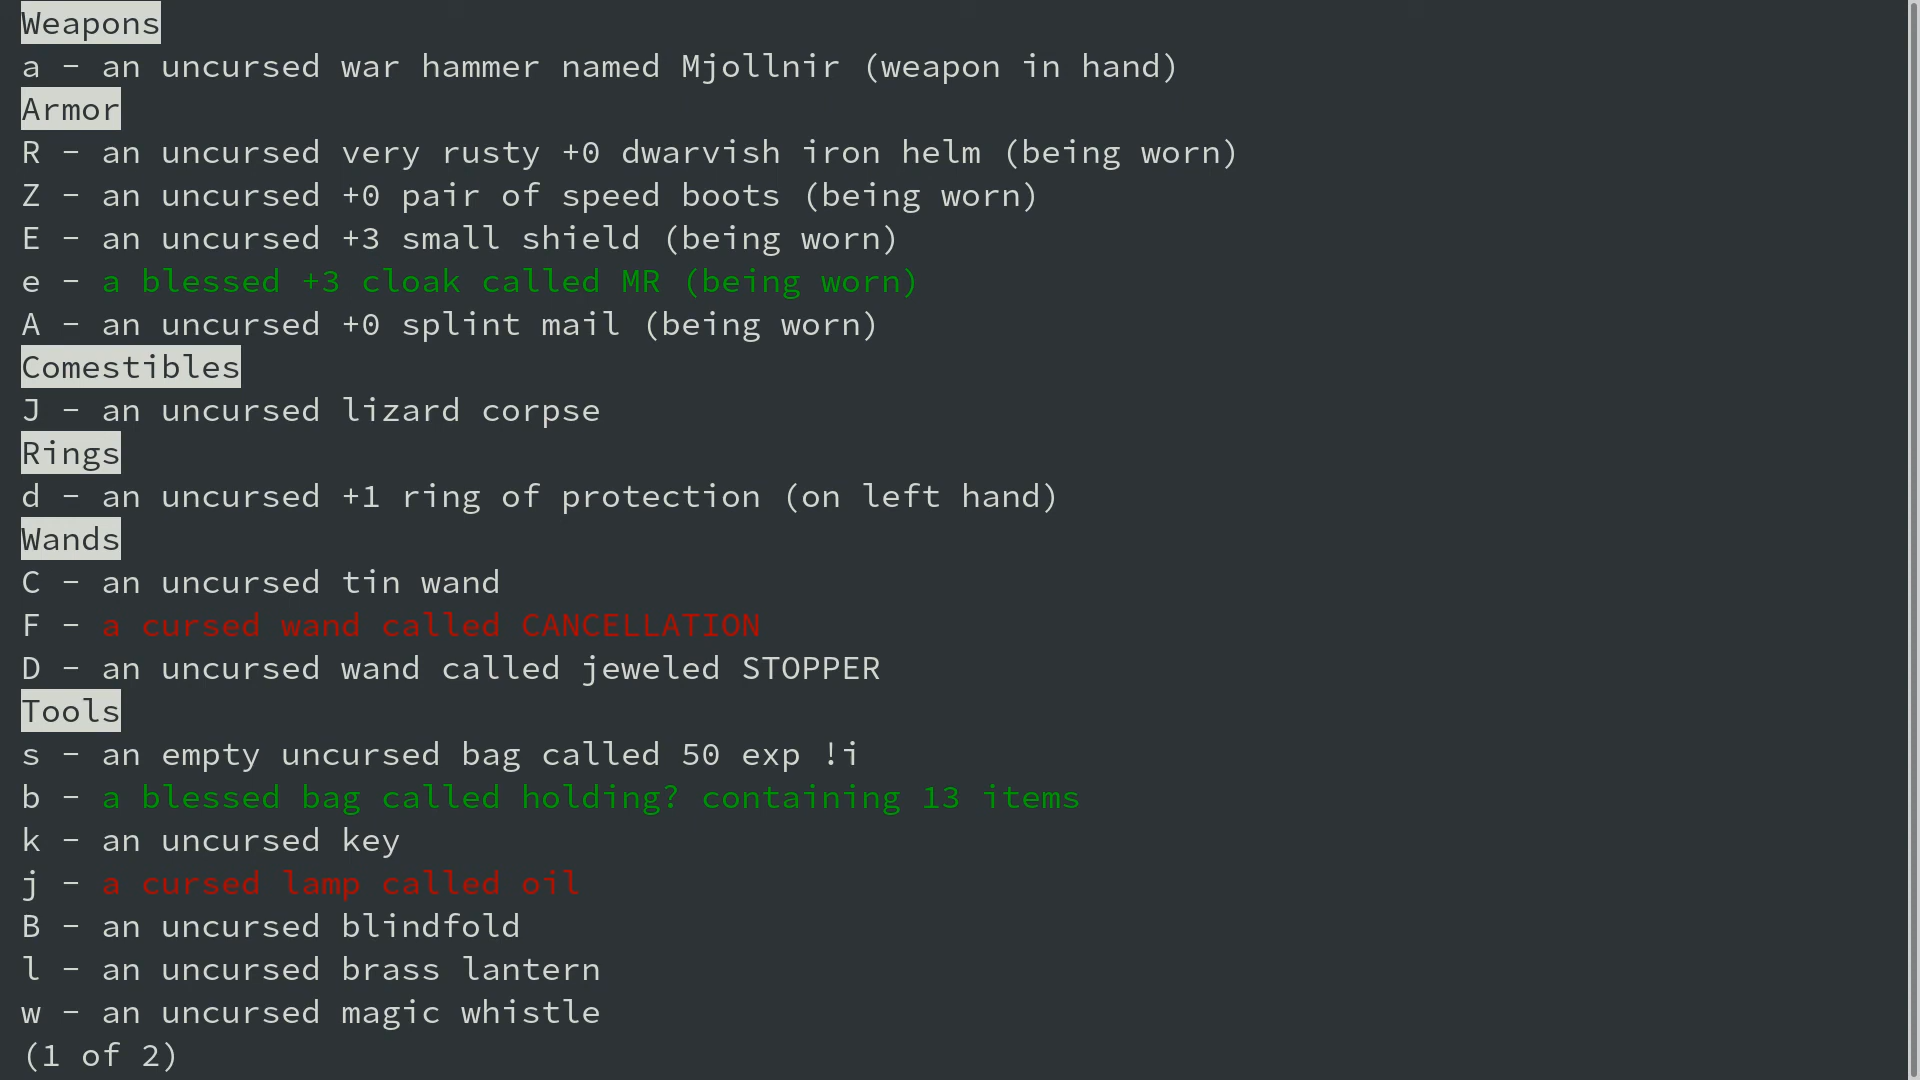 Weapons
a - an uncursed war hammer named Mjollnir (weapon in hand)
Armor
R - an uncursed very rusty +0 dwarvish iron helm (being worn)
Z - an uncursed +0 pair of speed boots (being worn)
E - an uncursed +3 small shield (being worn)
e - a blessed +3 cloak called MR (being worn)
A - an uncursed +0 splint mail (being worn)
Comestibles
J - an uncursed lizard corpse
Rings
d - an uncursed +1 ring of protection (on left hand)
Wands
C - an uncursed tin wand
F - a cursed wand called CANCELLATION
D - an uncursed wand called jeweled STOPPER
Tools
s - an empty uncursed bag called 50 exp !i
b - a blessed bag called holding? containing 13 items
k - an uncursed key
j - a cursed lamp called oil
B - an uncursed blindfold
l - an uncursed brass lantern
w - an uncursed magic whistle
(1 of 2)